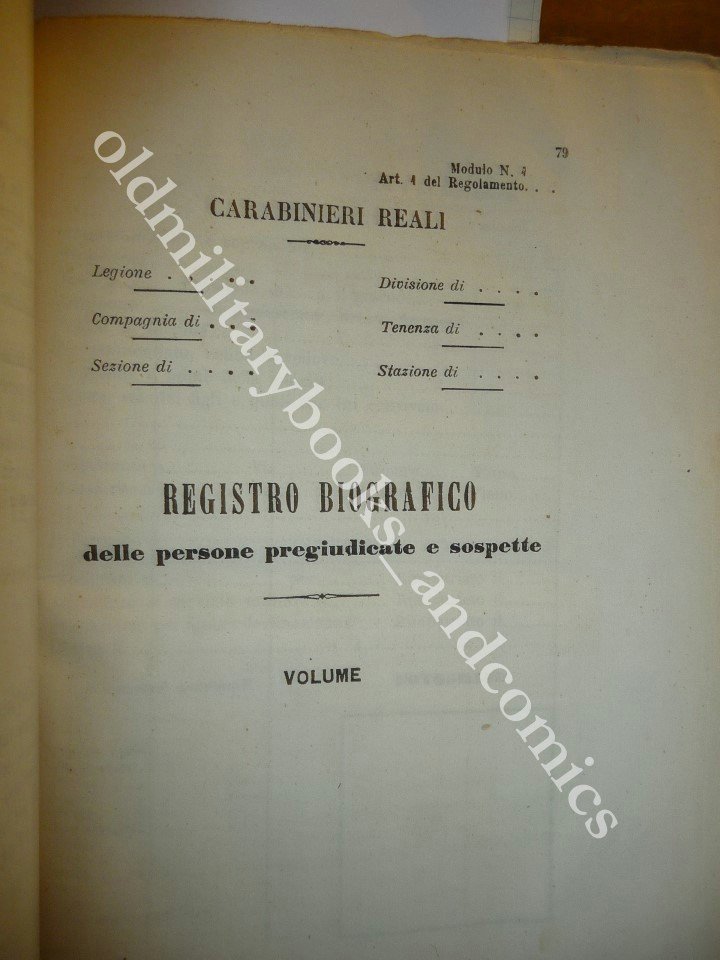 79
Modulo N. 4
Art. 4 del Regolamento. . .
CARABINIERI REALI
Legione . . . . .
Divisione di . . . .
Compagnia di . . . .
Tenenza di . . . .
Sezione di . . . .
Stazione di . . . .
REGISTRO BIOGRAFICO
delle persone pregiudicate e sospette
VOLUME
oldmilitarybooks_andcomics